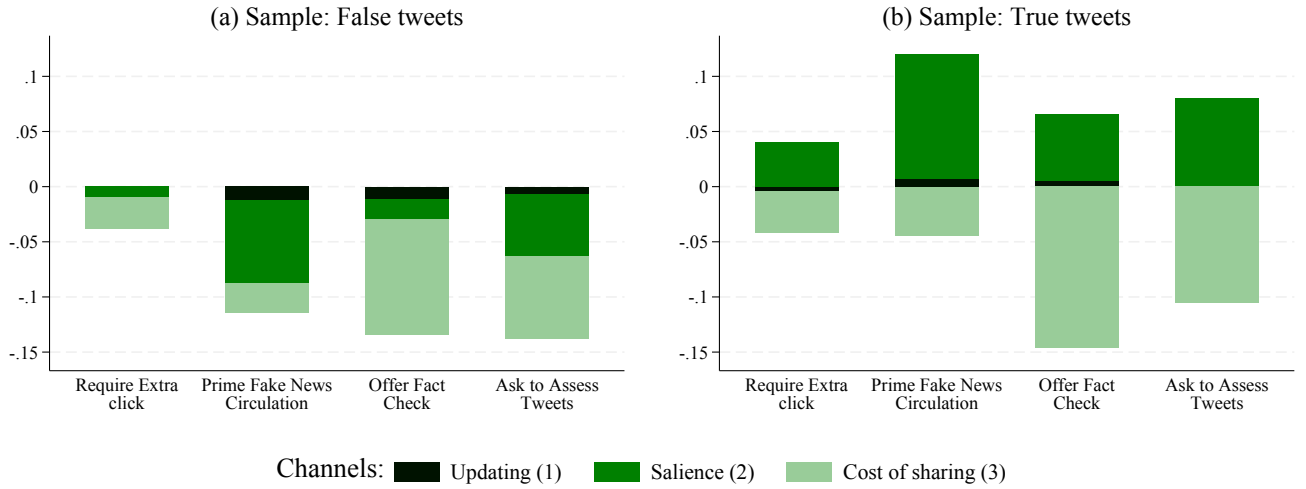 (a) Sample: False tweets
.1
.05
0
-.05
-.1
-.15
Require Extra
click
Prime Fake News
Circulation
Offer Fact
Check
Ask to Assess
Tweets
(b) Sample: True tweets
.1
.05
0
-.05
-.1
-.15
Require Extra
click
Prime Fake News
Circulation
Offer Fact
Check
Ask to Assess
Tweets
Channels: Updating (1) Salience (2) Cost of sharing (3)